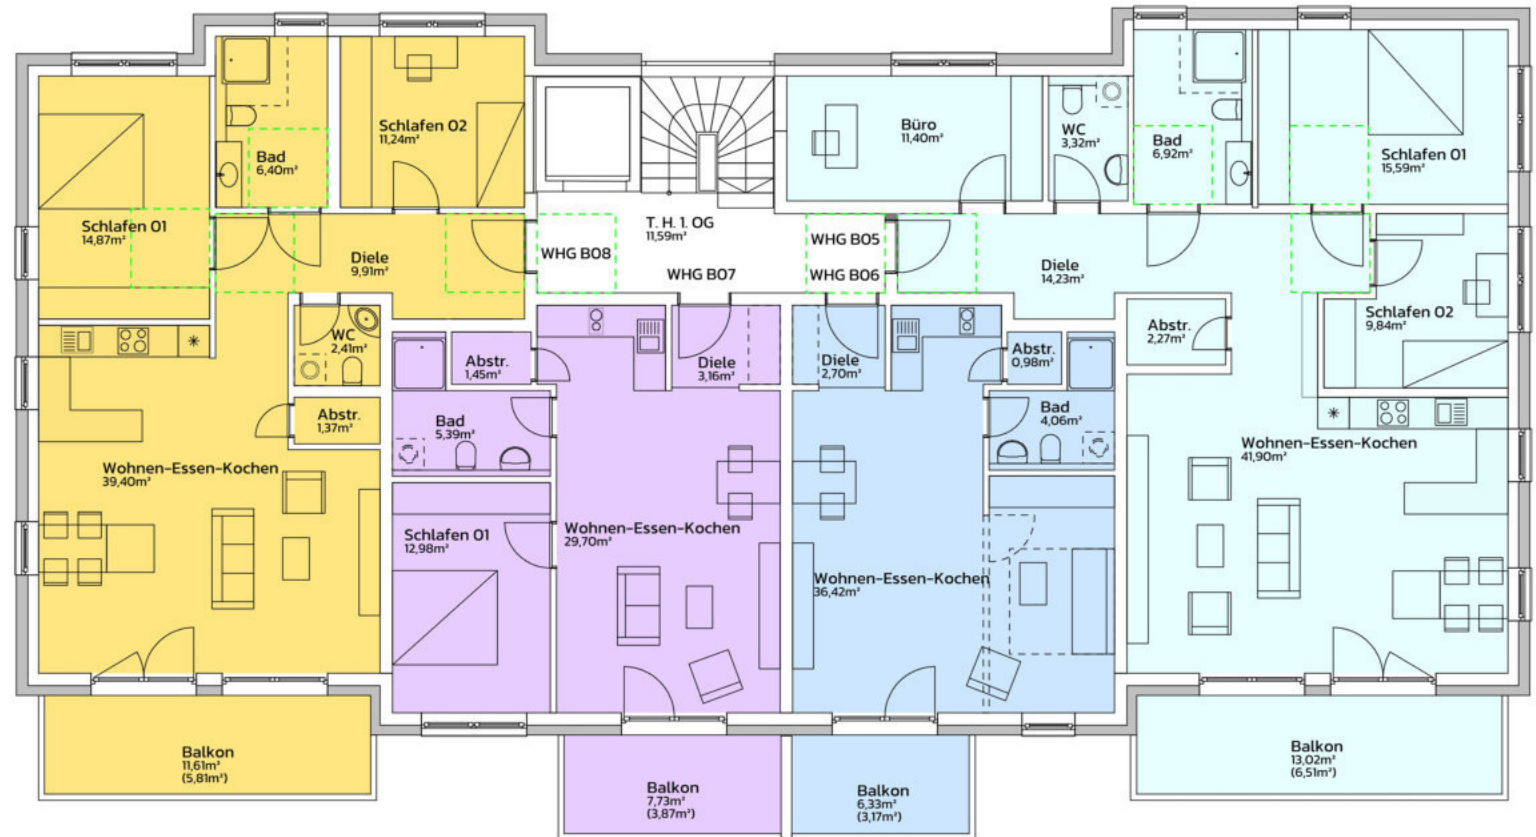 Schlafen 01
14,87m²
Bad
6,40m²
Schlafen 02
11,24m²
Diele
9,91m²
WC
2,41m²
Abstr.
1,37m²
Wohnen-Essen-Kochen
39,40m²
Balkon
11,61m²
(5,81m²)
T. H. 1. OG
11,59m²
WHG B08
WHG B07
WHG B05
WHG B06
Abstr.
1,45m²
Diele
3,16m²
Bad
5,39m²
Schlafen 01
12,98m²
Wohnen-Essen-Kochen
29,70m²
Balkon
7,73m²
(3,87m²)
Diele
2,70m²
Abstr.
0,98m²
Bad
4,06m²
Wohnen-Essen-Kochen
36,42m²
Balkon
6,33m²
(3,17m²)
Büro
11,40m²
WC
3,32m²
Bad
6,92m²
Schlafen 01
15,59m²
Diele
14,23m²
Abstr.
2,27m²
Schlafen 02
9,84m²
Wohnen-Essen-Kochen
41,90m²
Balkon
13,02m²
(6,51m²)